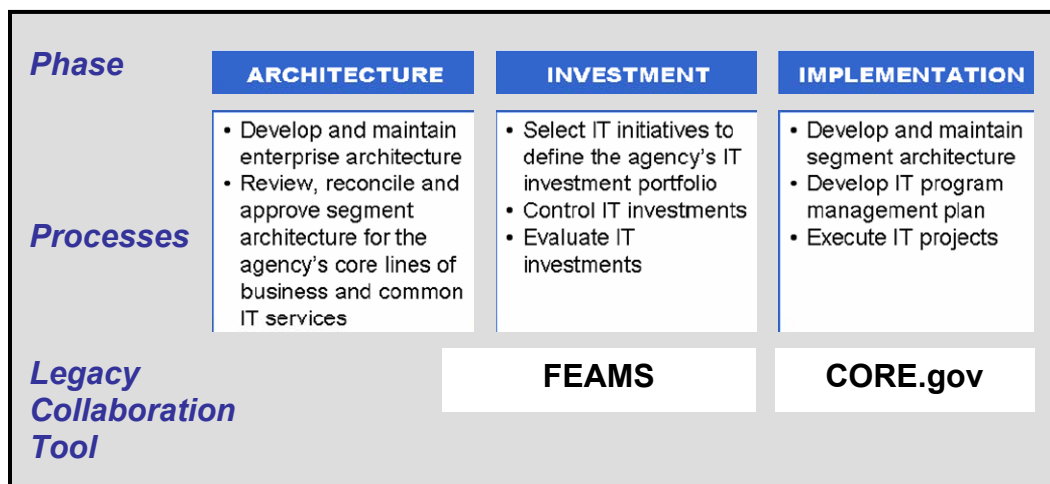 Phase
ARCHITECTURE
INVESTMENT
IMPLEMENTATION
Processes
• Develop and maintain
enterprise architecture
• Review, reconcile and
approve segment
architecture for the
agency's core lines of
business and common
IT services
• Select IT initiatives to
define the agency's IT
investment portfolio
• Control IT investments
• Evaluate IT
investments
• Develop and maintain
segment architecture
• Develop IT program
management plan
• Execute IT projects
Legacy
Collaboration
Tool
FEAMS
CORE.gov